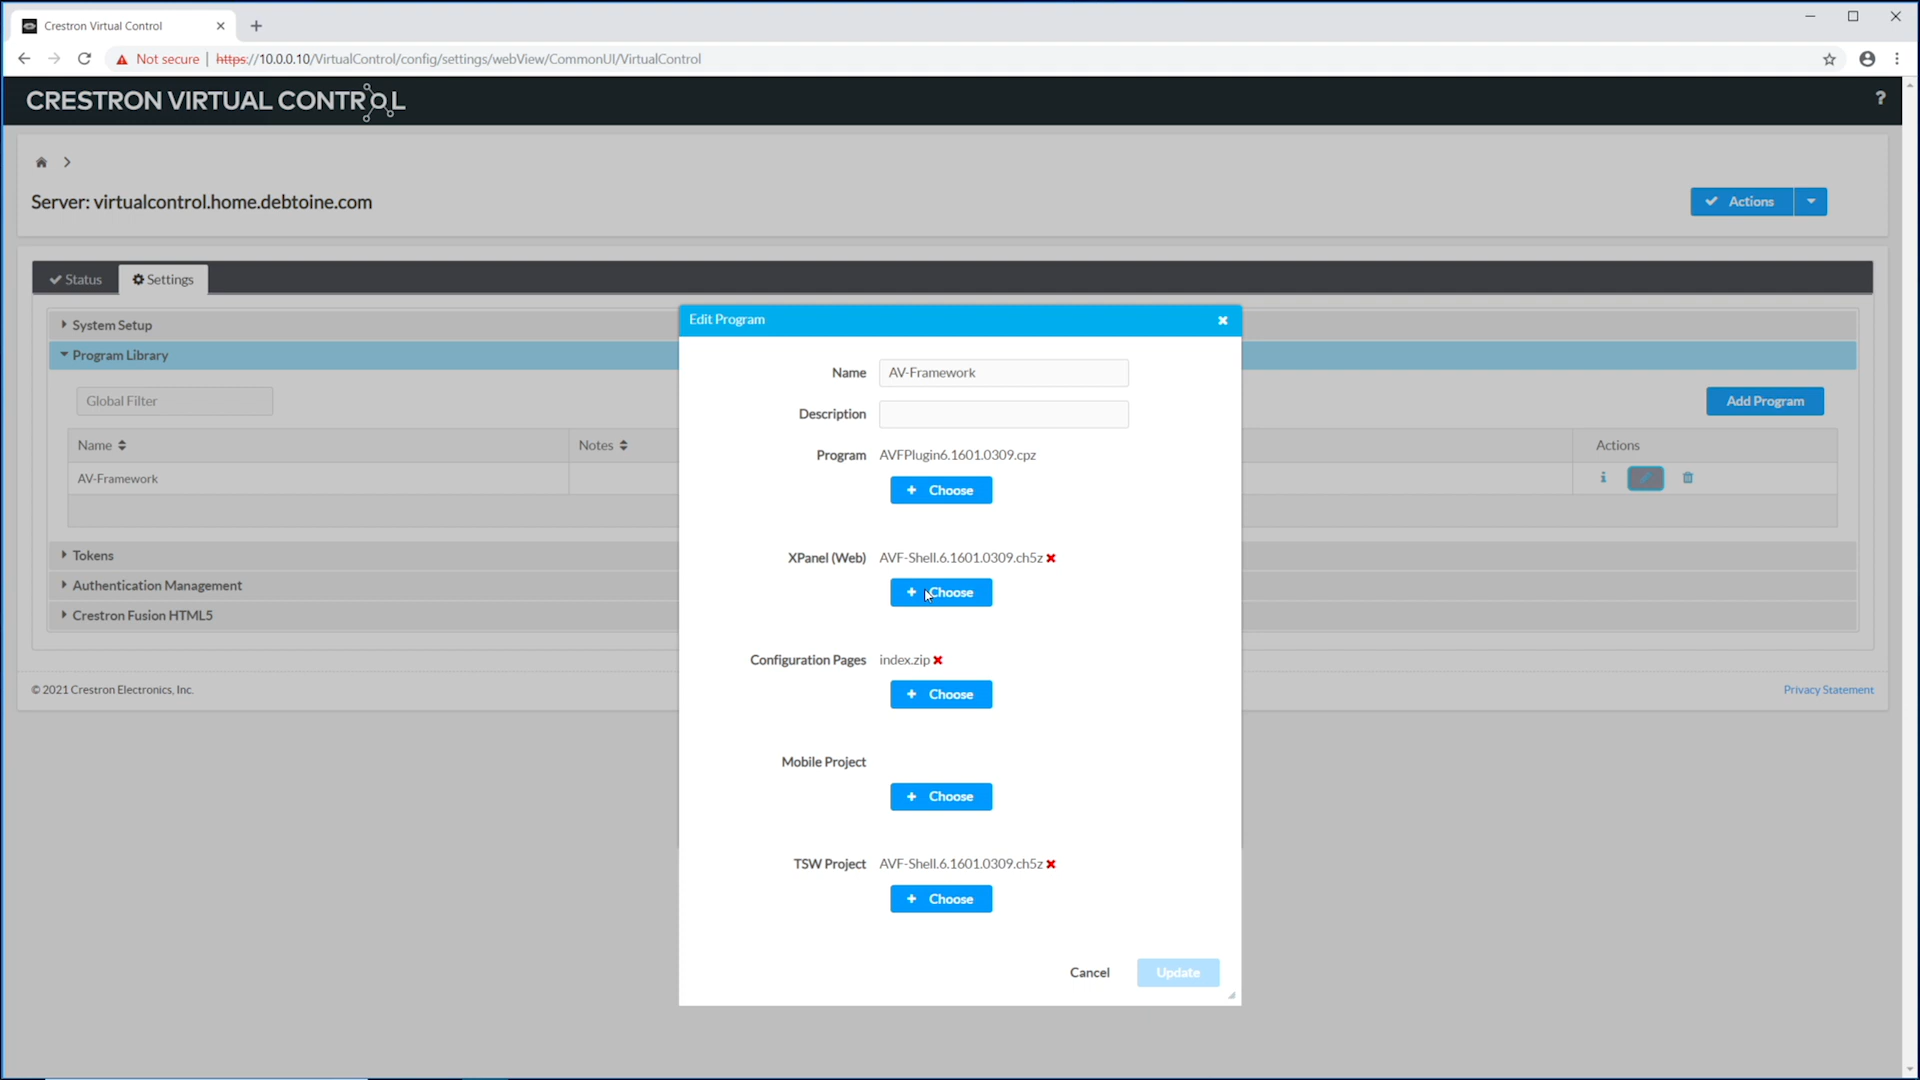 Crestron Virtual Control
Not secure | https://10.0.0.10/VirtualControl/config/settings/webView/CommonUI/VirtualControl
CRESTRON VIRTUAL CONTROL
?
Server: virtualcontrol.home.debtoine.com
Actions
Status
Settings
System Setup
Program Library
Global Filter
Add Program
Name
Notes
Actions
AV-Framework
Tokens
Authentication Management
Crestron Fusion HTML5
© 2021 Crestron Electronics, Inc.
Privacy Statement
Edit Program
Name AV-Framework
Description
Program AVFPlugin6.1601.0309.cpz
+ Choose
XPanel (Web) AVF-Shell.6.1601.0309.ch5z
+ Choose
Configuration Pages index.zip
+ Choose
Mobile Project
+ Choose
TSW Project AVF-Shell.6.1601.0309.ch5z
+ Choose
Cancel
Update